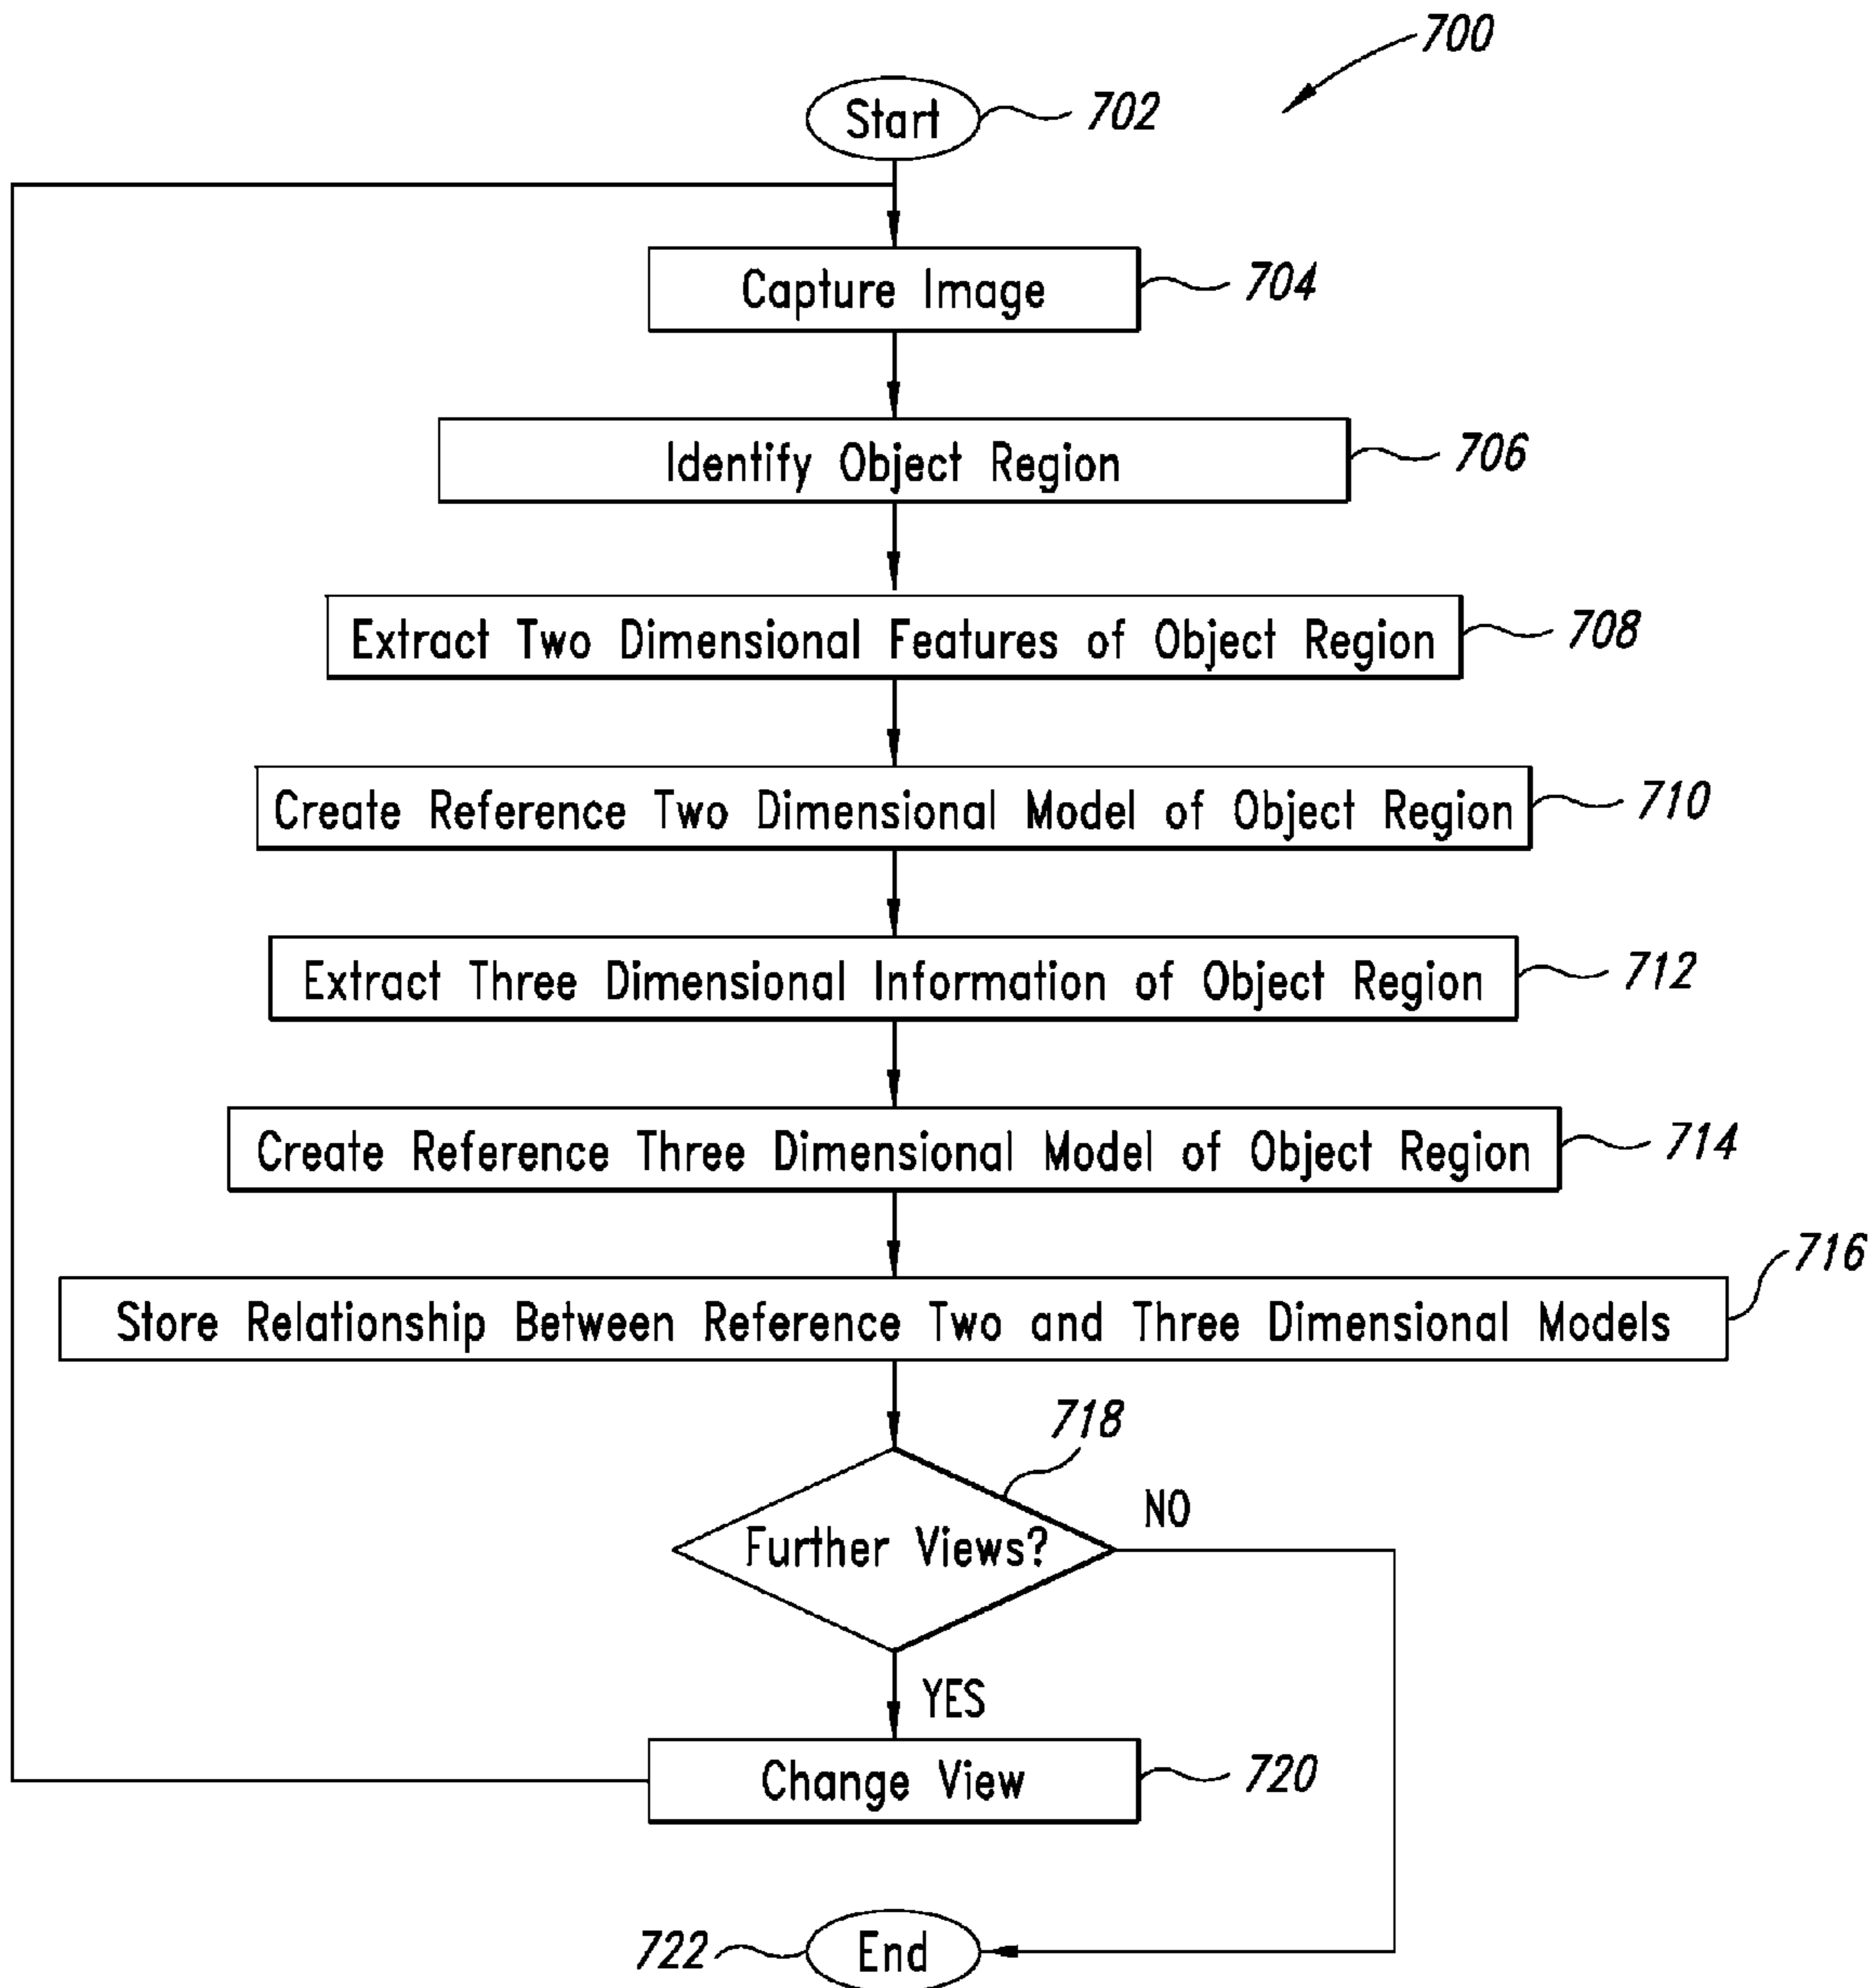 700
Start
702
Capture Image
704
Identify Object Region
706
Extract Two Dimensional Features of Object Region
708
Create Reference Two Dimensional Model of Object Region
710
Extract Three Dimensional Information of Object Region
712
Create Reference Three Dimensional Model of Object Region
714
716
Store Relationship Between Reference Two and Three Dimensional Models
718
NO
Further Views?
YES
Change View
720
722
End